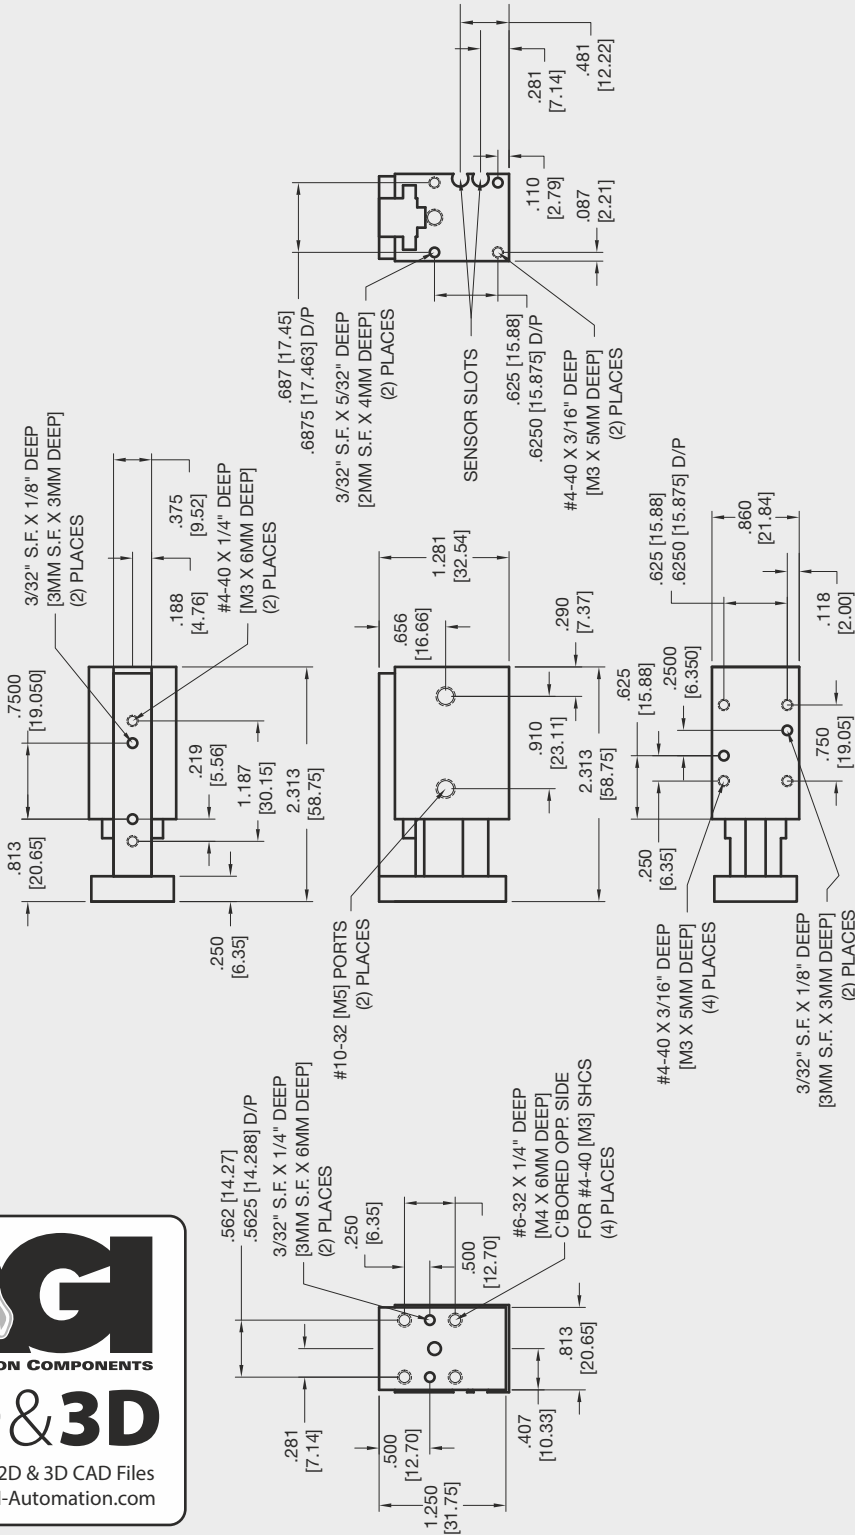 .481
[12.22]
.281
[7.14]
.110
[2.79]
.087
[2.21]
.687 [17.45]
.6875 [17.463] D/P
3/32" S.F. X 5/32" DEEP
[2MM S.F. X 4MM DEEP]
(2) PLACES
SENSOR SLOTS
.625 [15.88]
.6250 [15.875] D/P
#4-40 X 3/16" DEEP
[M3 X 5MM DEEP]
(2) PLACES
3/32" S.F. X 1/8" DEEP
[3MM S.F. X 3MM DEEP]
(2) PLACES
.375
[9.52]
.188
[4.76]
#4-40 X 1/4" DEEP
[M3 X 6MM DEEP]
(2) PLACES
.7500
[19.050]
.813
[20.65]
.219
[5.56]
1.187
[30.15]
2.313
[58.75]
.250
[6.35]
1.281
[32.54]
.656
[16.66]
.290
[7.37]
.910
[23.11]
2.313
[58.75]
#10-32 [M5] PORTS
(2) PLACES
.625 [15.88]
.6250 [15.875] D/P
.860
[21.84]
.625
[15.88]
.2500
[6.350]
.118
[2.00]
.750
[19.05]
.250
[6.35]
#4-40 X 3/16" DEEP
[M3 X 5MM DEEP]
(4) PLACES
3/32" S.F. X 1/8" DEEP
[3MM S.F. X 3MM DEEP]
(2) PLACES
.562 [14.27]
.5625 [14.288] D/P
3/32" S.F. X 1/4" DEEP
[3MM S.F. X 6MM DEEP]
(2) PLACES
.250
[6.35]
.500
[12.70]
#6-32 X 1/4" DEEP
[M4 X 6MM DEEP]
C'BORED OPP. SIDE
FOR #4-40 [M3] SHCS
(4) PLACES
.281
[7.14]
.500
[12.70]
.813
[20.65]
.407
[10.33]
1.250
[31.75]
GI
ON COMPONENTS
&3D
2D & 3D CAD Files
-Automation.com